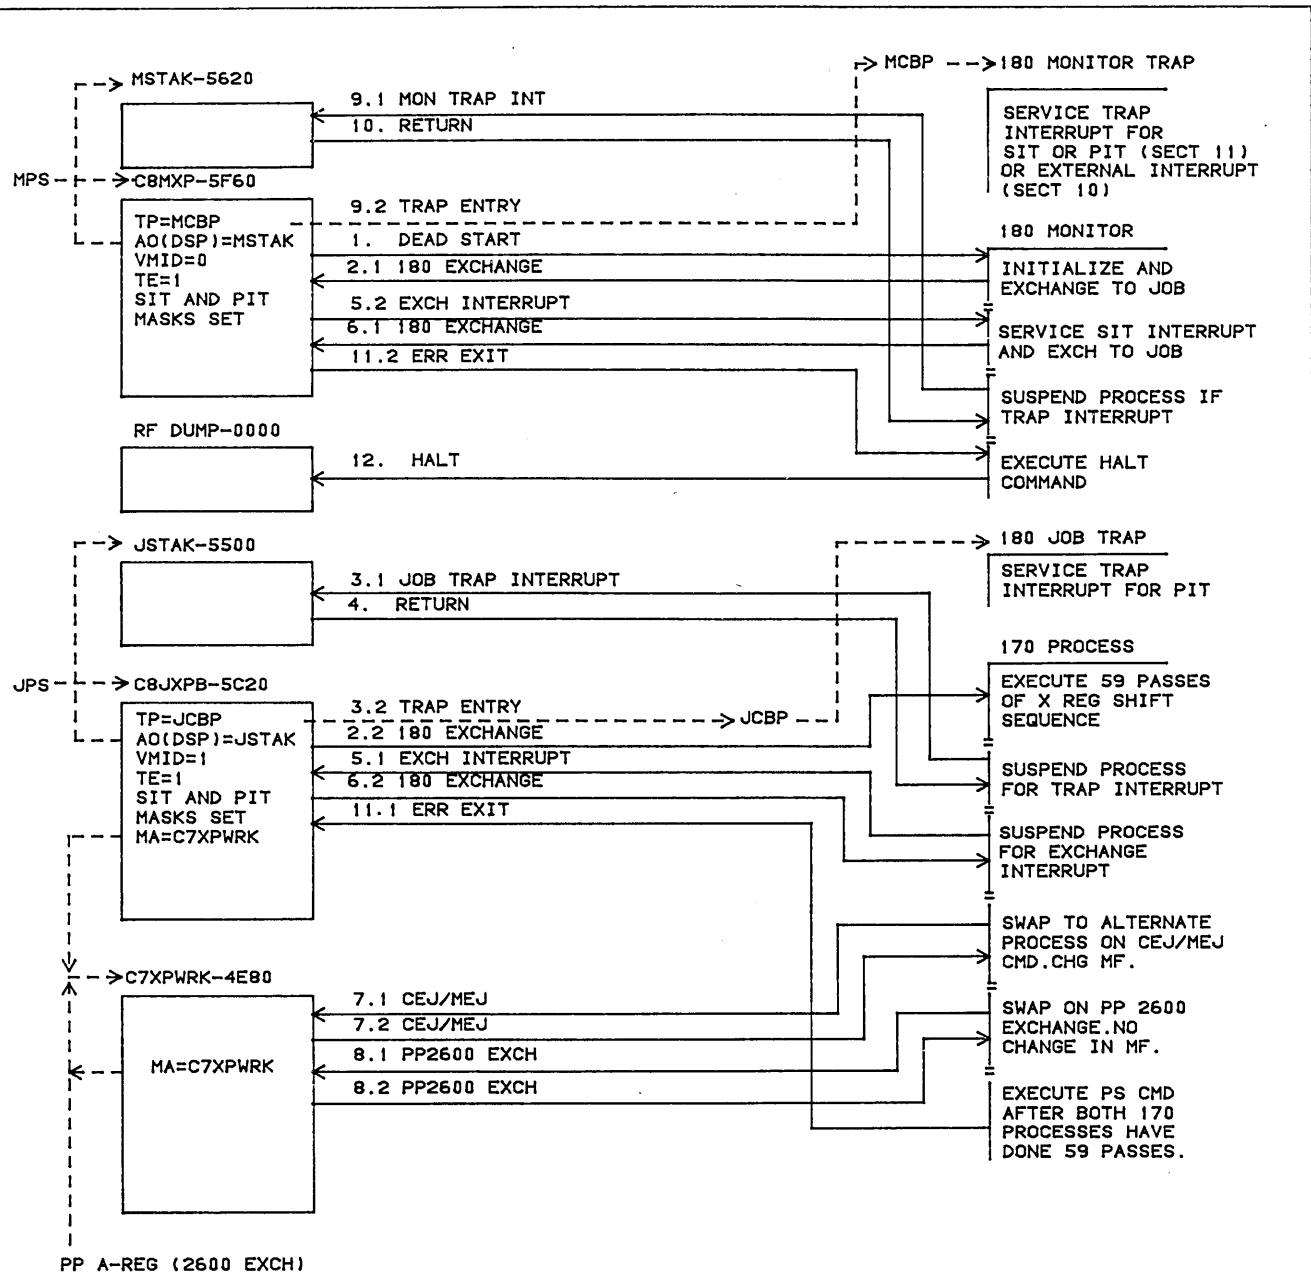 MCBP
180 MONITOR TRAP
MSTAK-5620
9.1 MON TRAP INT
10. RETURN
SERVICE TRAP
INTERRUPT FOR
SIT OR PIT (SECT 11)
OR EXTERNAL INTERRUPT
(SECT 10)
MPS
C8MXP-5F60
TP=MCBP
AO(DSP)=MSTAK
VMID=0
TE=1
SIT AND PIT
MASKS SET
9.2 TRAP ENTRY
1. DEAD START
2.1 180 EXCHANGE
5.2 EXCH INTERRUPT
6.1 180 EXCHANGE
11.2 ERR EXIT
180 MONITOR
INITIALIZE AND
EXCHANGE TO JOB
SERVICE SIT INTERRUPT
AND EXCH TO JOB
SUSPEND PROCESS IF
TRAP INTERRUPT
RF DUMP-0000
12. HALT
EXECUTE HALT
COMMAND
JSTAK-5500
180 JOB TRAP
3.1 JOB TRAP INTERRUPT
4. RETURN
SERVICE TRAP
INTERRUPT FOR PIT
170 PROCESS
JPS
C8JXPB-5C20
TP=JCBP
AO(DSP)=JSTAK
VMID=1
TE=1
SIT AND PIT
MASKS SET
MA=C7XPWRK
3.2 TRAP ENTRY
JCBP
2.2 180 EXCHANGE
5.1 EXCH INTERRUPT
6.2 180 EXCHANGE
11.1 ERR EXIT
EXECUTE 59 PASSES
OF X REG SHIFT
SEQUENCE
SUSPEND PROCESS
FOR TRAP INTERRUPT
SUSPEND PROCESS
FOR EXCHANGE
INTERRUPT
SWAP TO ALTERNATE
PROCESS ON CEJ/MEJ
CMD.CHG MF.
C7XPWRK-4E80
MA=C7XPWRK
7.1 CEJ/MEJ
7.2 CEJ/MEJ
8.1 PP2600 EXCH
8.2 PP2600 EXCH
SWAP ON PP 2600
EXCHANGE.NO
CHANGE IN MF.
EXECUTE PS CMD
AFTER BOTH 170
PROCESSES HAVE
DONE 59 PASSES.
PP A-REG (2600 EXCH)